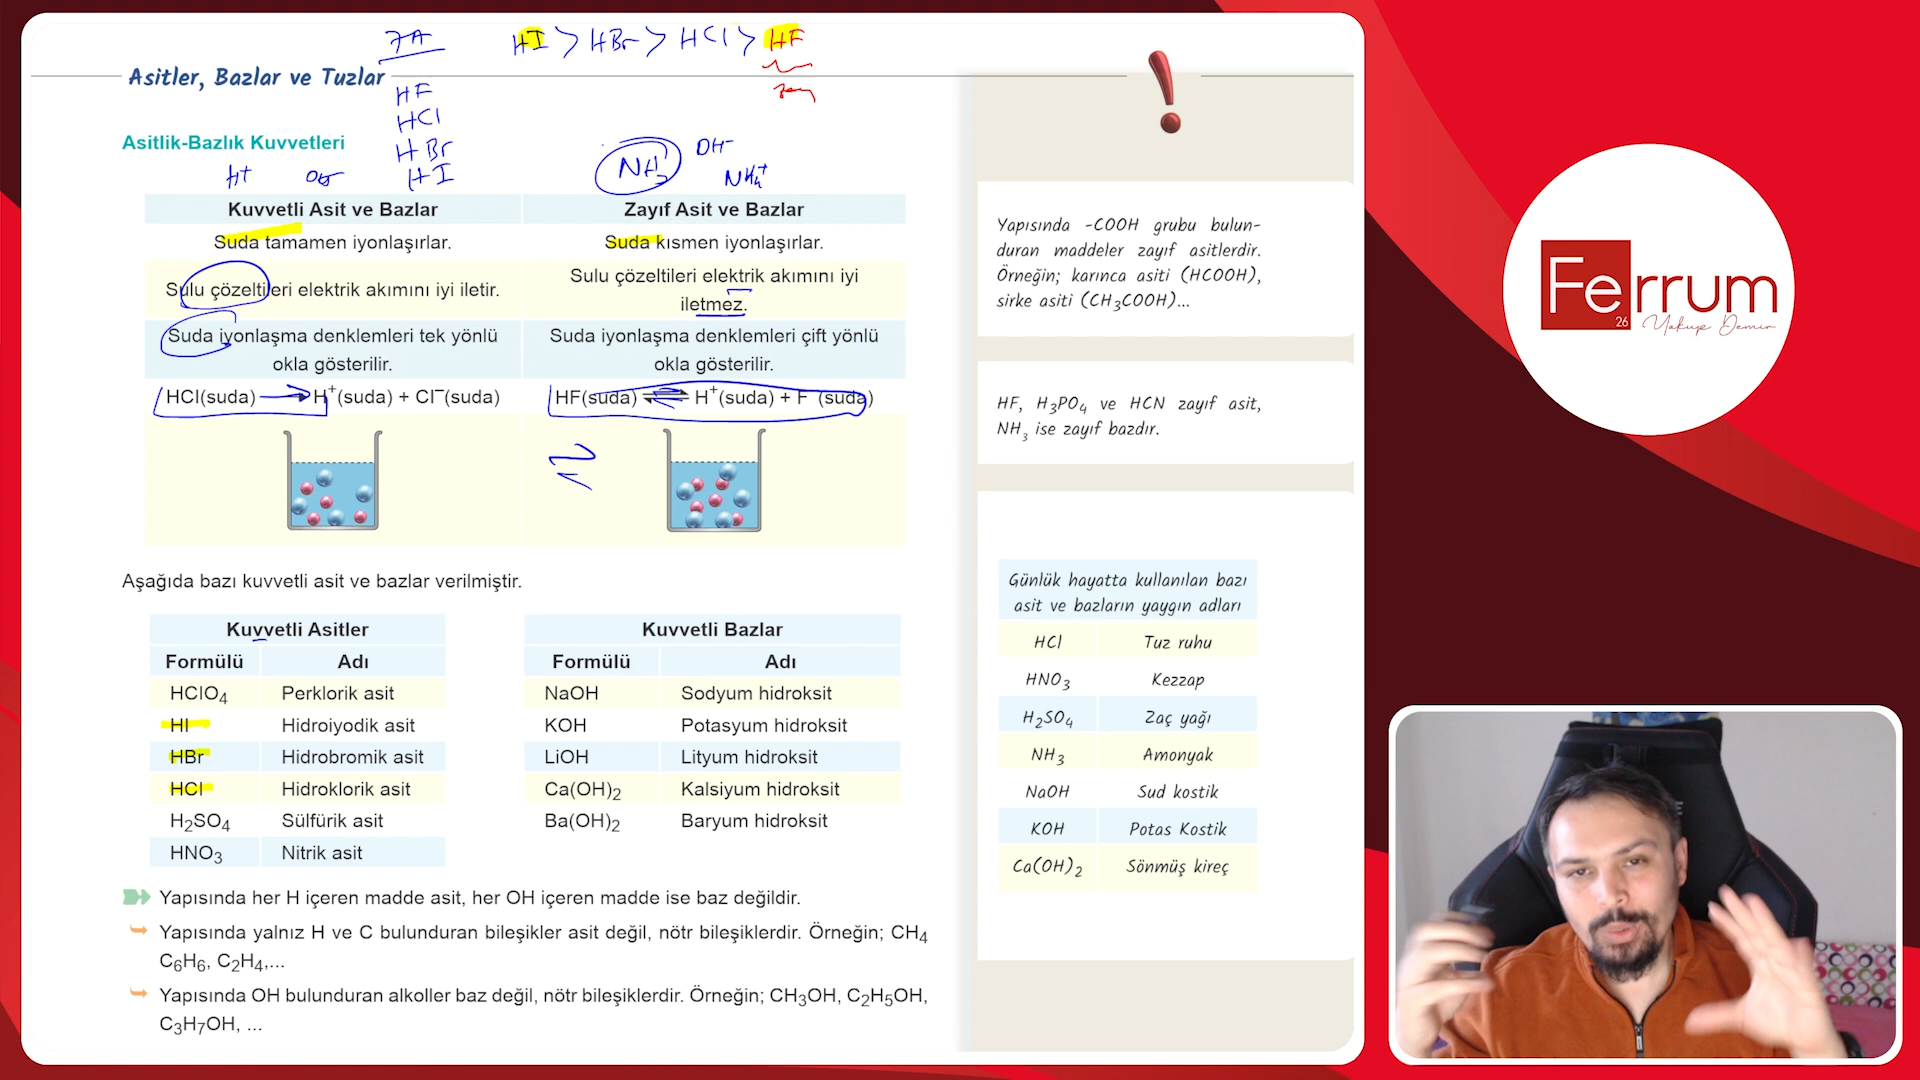 7A
HI > HBr > HCl > HF
Asitler, Bazlar ve Tuzlar
HF
HCl
HBr
HI
Asitlik-Bazlık Kuvvetleri
H+ OH-
NH3 OH-
NH4+
Kuvvetli Asit ve Bazlar
Zayıf Asit ve Bazlar
Suda tamamen iyonlaşırlar.
Suda kısmen iyonlaşırlar.
Sulu çözeltileri elektrik akımını iyi iletir.
Sulu çözeltileri elektrik akımını iyi
iletmez.
Suda iyonlaşma denklemleri tek yönlü
okla gösterilir.
Suda iyonlaşma denklemleri çift yönlü
okla gösterilir.
HCl(suda) → H⁺(suda) + Cl⁻(suda)
HF(suda) ⇌ H⁺(suda) + F⁻(suda)
Aşağıda bazı kuvvetli asit ve bazlar verilmiştir.
Kuvvetli Asitler
Formülü Adı
HClO₄ Perklorik asit
HI Hidroiyodik asit
HBr Hidrobromik asit
HCl Hidroklorik asit
H₂SO₄ Sülfürik asit
HNO₃ Nitrik asit
Kuvvetli Bazlar
Formülü Adı
NaOH Sodyum hidroksit
KOH Potasyum hidroksit
LiOH Lityum hidroksit
Ca(OH)₂ Kalsiyum hidroksit
Ba(OH)₂ Baryum hidroksit
Yapısında her H içeren madde asit, her OH içeren madde ise baz değildir.
Yapısında yalnız H ve C bulunduran bileşikler asit değil, nötr bileşiklerdir. Örneğin; CH₄
C₆H₆, C₂H₄,...
Yapısında OH bulunduran alkoller baz değil, nötr bileşiklerdir. Örneğin; CH₃OH, C₂H₅OH,
C₃H₇OH, ...
Yapısında -COOH grubu bulun-
duran maddeler zayıf asitlerdir.
Örneğin; karınca asiti (HCOOH),
sirke asiti (CH₃COOH)...
HF, H₃PO₄ ve HCN zayıf asit,
NH₃ ise zayıf bazdır.
Günlük hayatta kullanılan bazı
asit ve bazların yaygın adları
HCl Tuz ruhu
HNO₃ Kezzap
H₂SO₄ Zaç yağı
NH₃ Amonyak
NaOH Sud kostik
KOH Potas Kostik
Ca(OH)₂ Sönmüş kireç
Ferrum
26
Yakup Demir